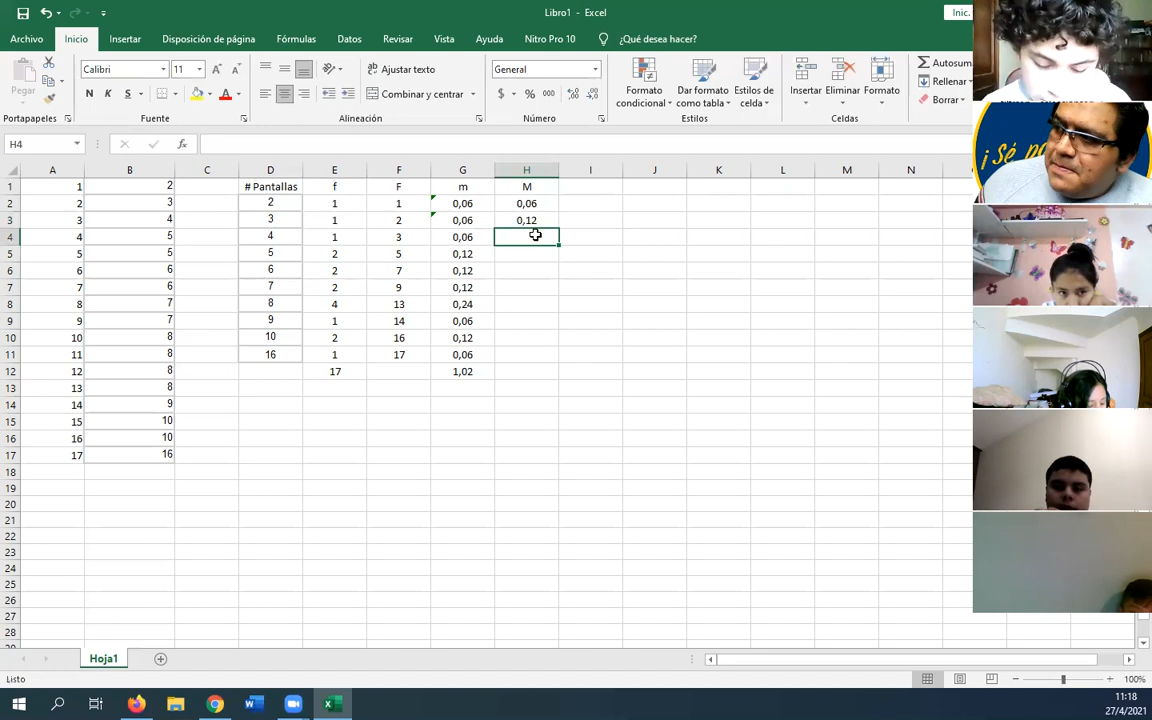 Libro1 - Excel
Inic.
Archivo Inicio Insertar Disposición de página Fórmulas Datos Revisar Vista Ayuda Nitro Pro 10 ¿Qué desea hacer?
Pegar
Calibri 11
N K S
Ajustar texto
Combinar y centrar
General
$ % 000
Formato condicional
Dar formato como tabla
Estilos de celda
Insertar
Eliminar
Formato
Autosum
Rellenar
Borrar
Portapapeles Fuente Alineación Número Estilos Celdas
H4 fx
A B C D E F G H I J K L M N
1 1 2 # Pantallas f F m M
2 2 3 2 1 1 0,06 0,06
3 3 4 3 1 2 0,06 0,12
4 4 5 4 1 3 0,06
5 5 5 5 2 5 0,12
6 6 6 6 2 7 0,12
7 7 6 7 2 9 0,12
8 8 7 8 4 13 0,24
9 9 7 9 1 14 0,06
10 10 8 10 2 16 0,12
11 11 8 16 1 17 0,06
12 12 8 17 1,02
13 13 8
14 14 9
15 15 10
16 16 10
17 17 16
18
19
20
21
22
23
24
25
26
27
28
Hoja1
Listo
100%
11:18
27/4/2021
¡ Sé